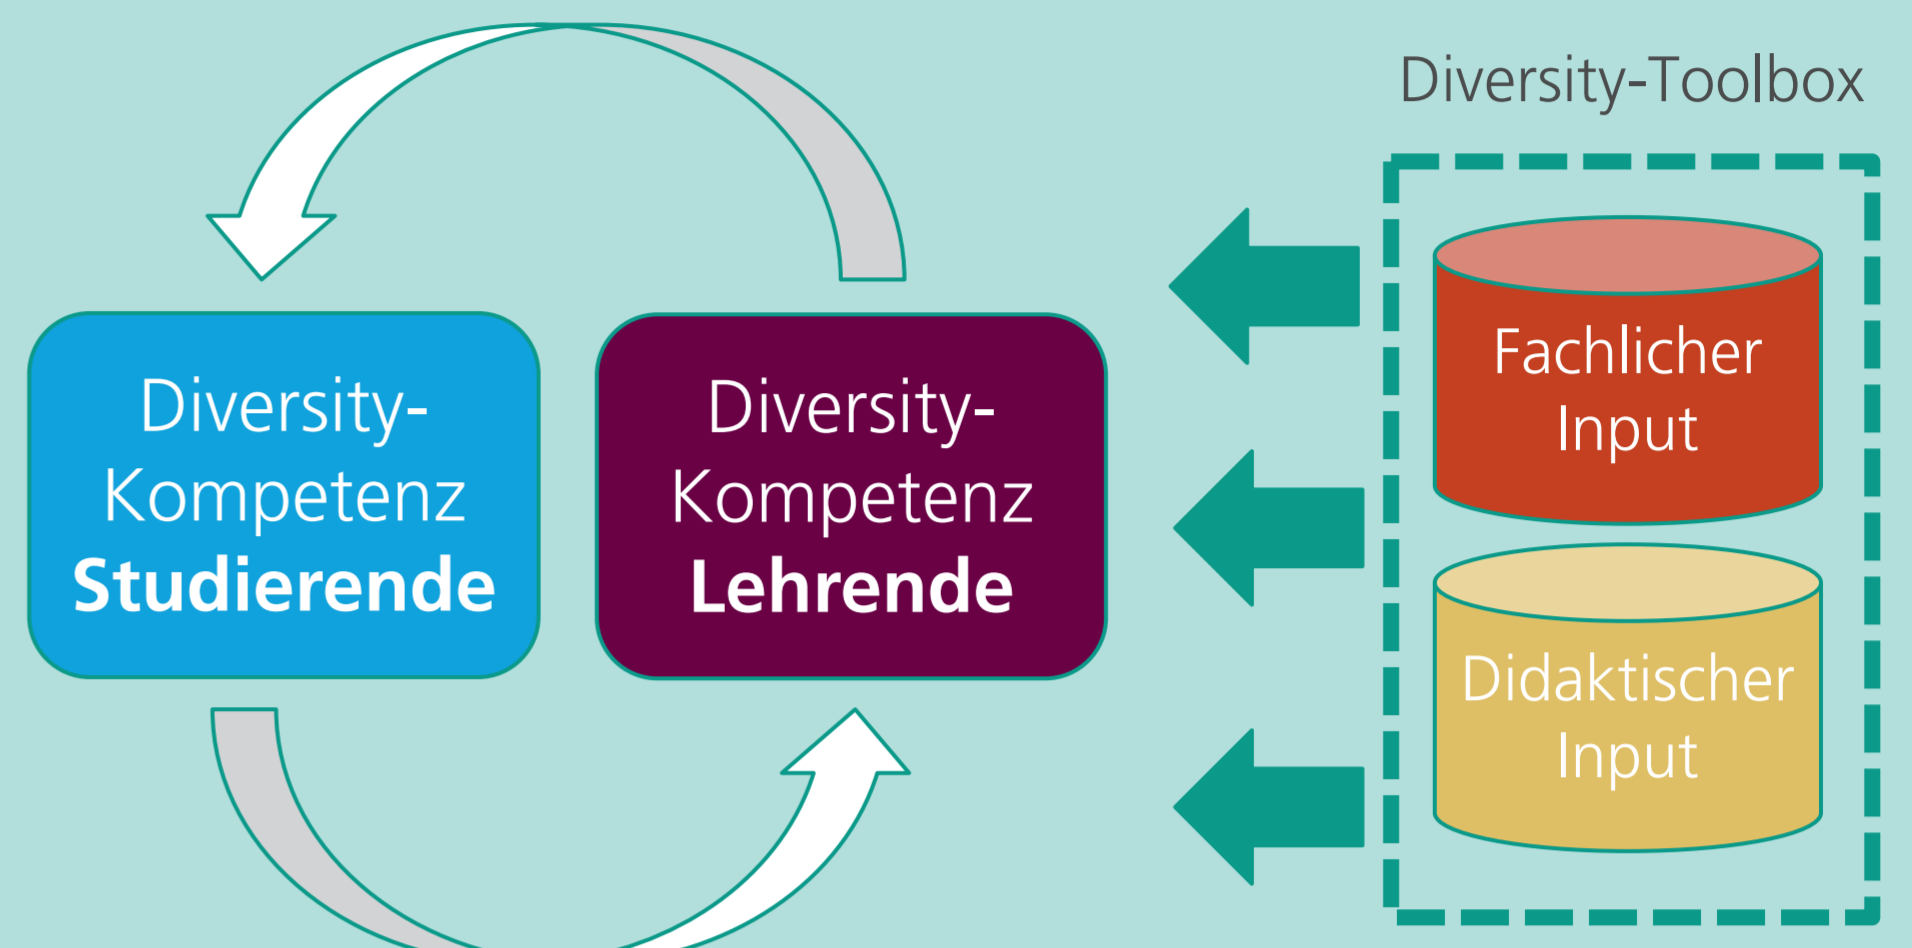 Diversity-Toolbox
Diversity-
Kompetenz
Studierende
Diversity-
Kompetenz
Lehrende
Fachlicher
Input
Didaktischer
Input